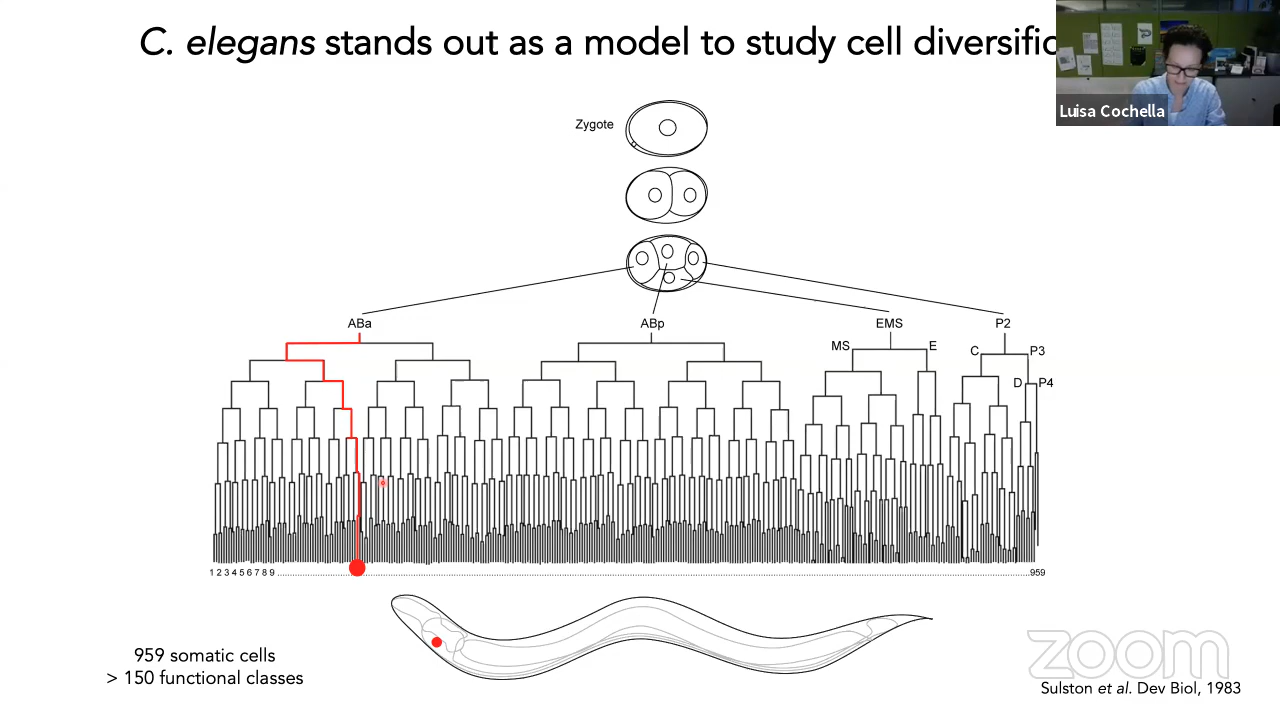 C. elegans stands out as a model to study cell diversific
Luisa Cochella
Zygote
ABa
ABp
EMS
P2
MS
E
C
P3
D
P4
1 2 3 4 5 6 7 8 9
959
959 somatic cells
> 150 functional classes
zoom
Sulston et al. Dev Biol, 1983